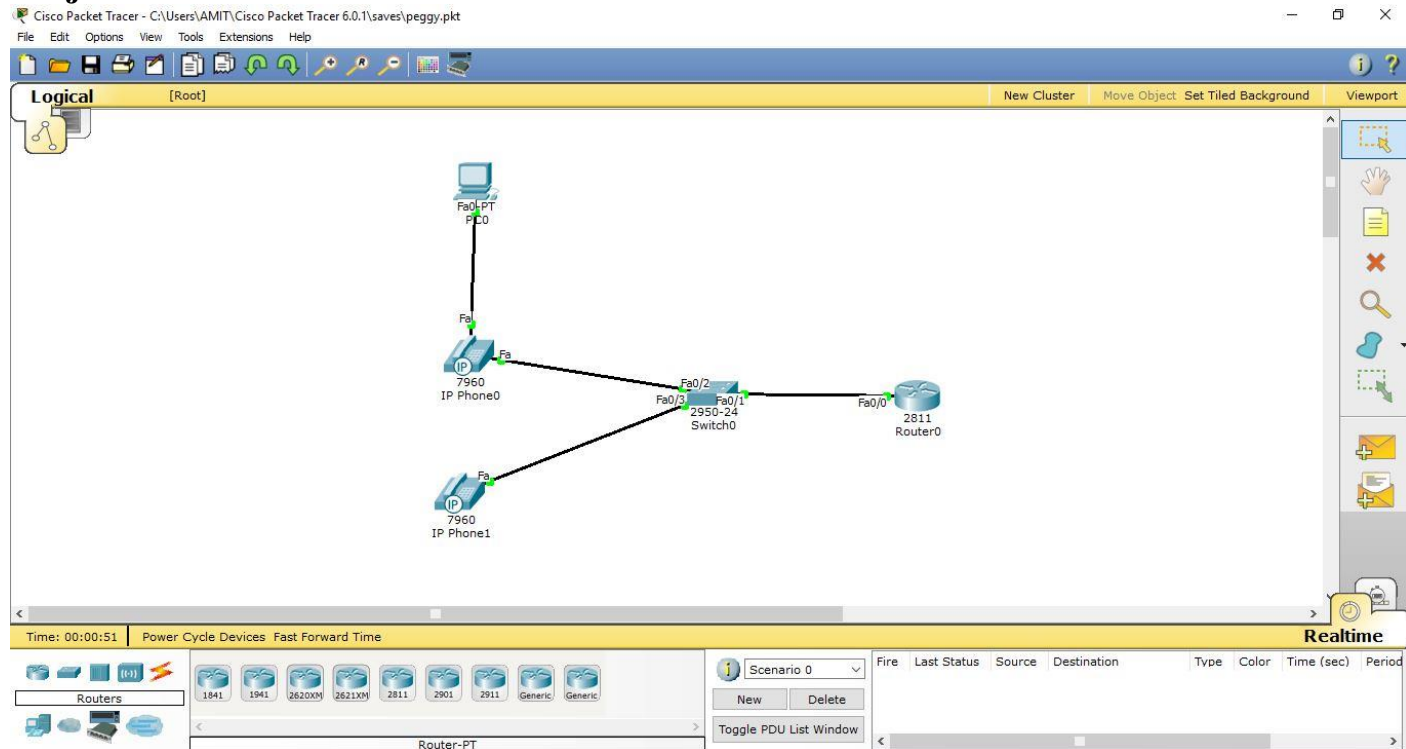 Cisco Packet Tracer - C:\Users\AMIT\Cisco Packet Tracer 6.0.1\saves\peggy.pkt
File Edit Options View Tools Extensions Help
Logical [Root] New Cluster Move Object Set Tiled Background Viewport
Fa0-PT
PC0
Fa
Fa
7960
IP Phone0
IP
Fa0/2
Fa0/3 Fa0/1
2950-24
Switch0
Fa0/0
2811
Router0
Fa
IP
7960
IP Phone1
Time: 00:00:51 Power Cycle Devices Fast Forward Time Realtime
Routers
1841 1941 2620XM 2621XM 2811 2901 2911 Generic Generic
Router-PT
Scenario 0
New Delete
Toggle PDU List Window
Fire Last Status Source Destination Type Color Time (sec) Period